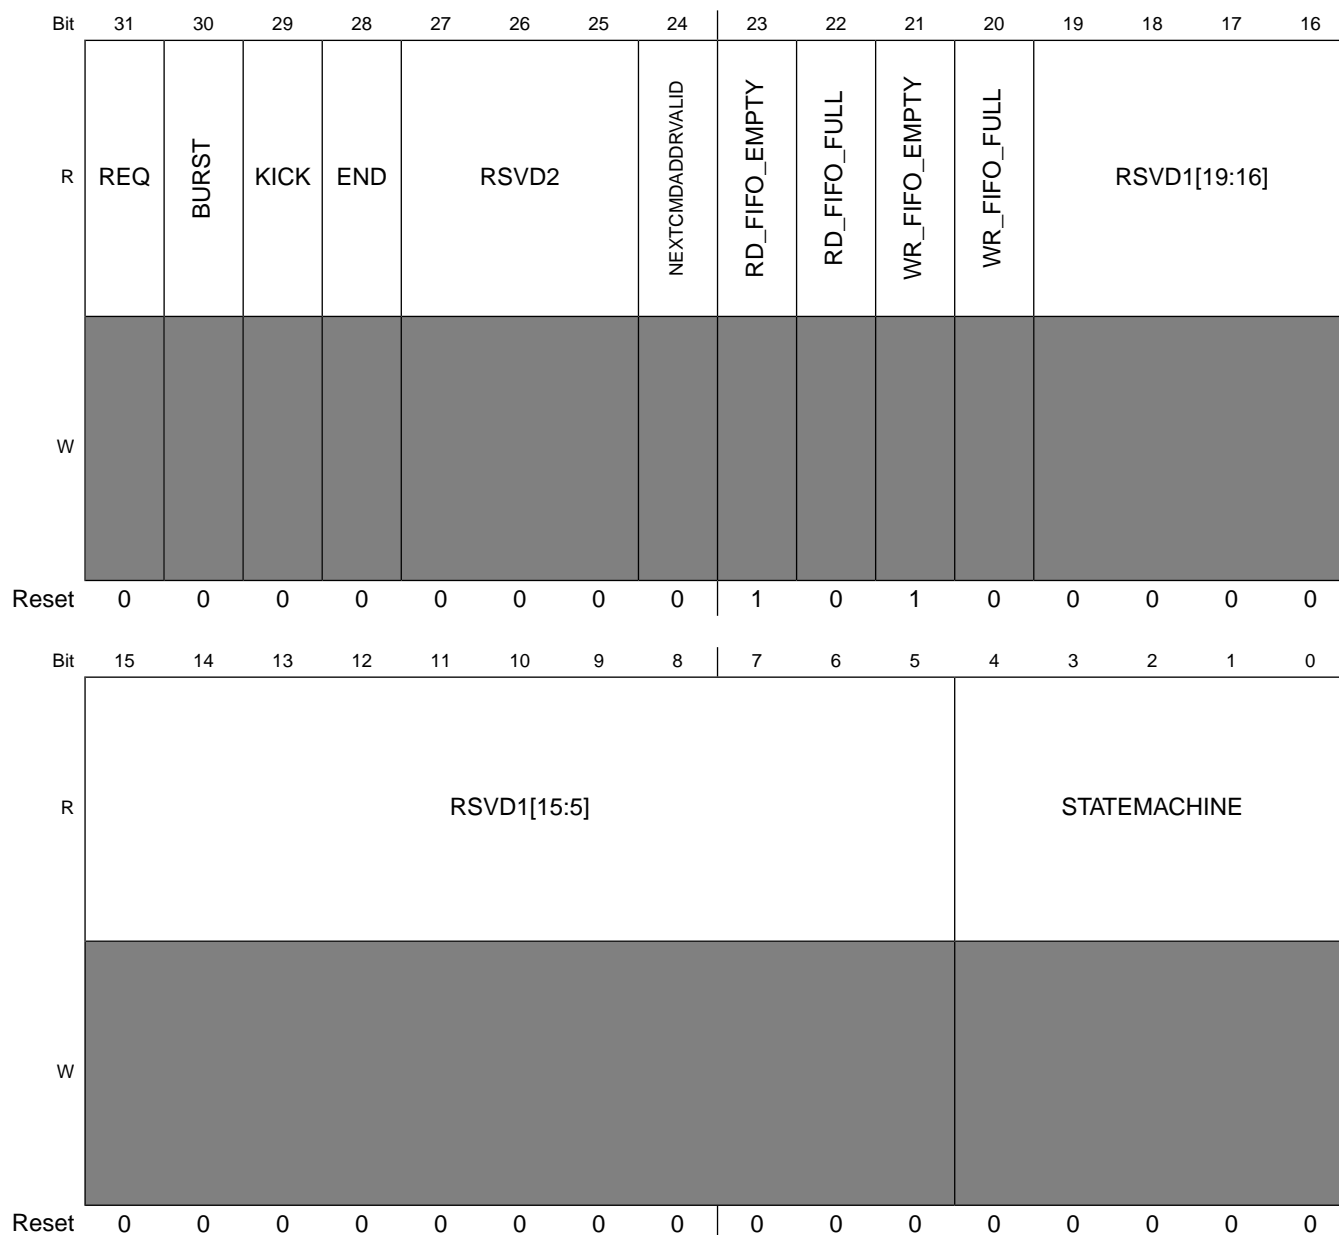 Bit 31 30 29 28 27 26 25 24 23 22 21 20 19 18 17 16
R REQ BURST KICK END RSVD2 NEXTCMDADDRVALID RD_FIFO_EMPTY RD_FIFO_FULL WR_FIFO_EMPTY WR_FIFO_FULL RSVD1[19:16]
W
Reset 0 0 0 0 0 0 0 0 1 0 1 0 0 0 0 0
Bit 15 14 13 12 11 10 9 8 7 6 5 4 3 2 1 0
R RSVD1[15:5] STATEMACHINE
W
Reset 0 0 0 0 0 0 0 0 0 0 0 0 0 0 0 0